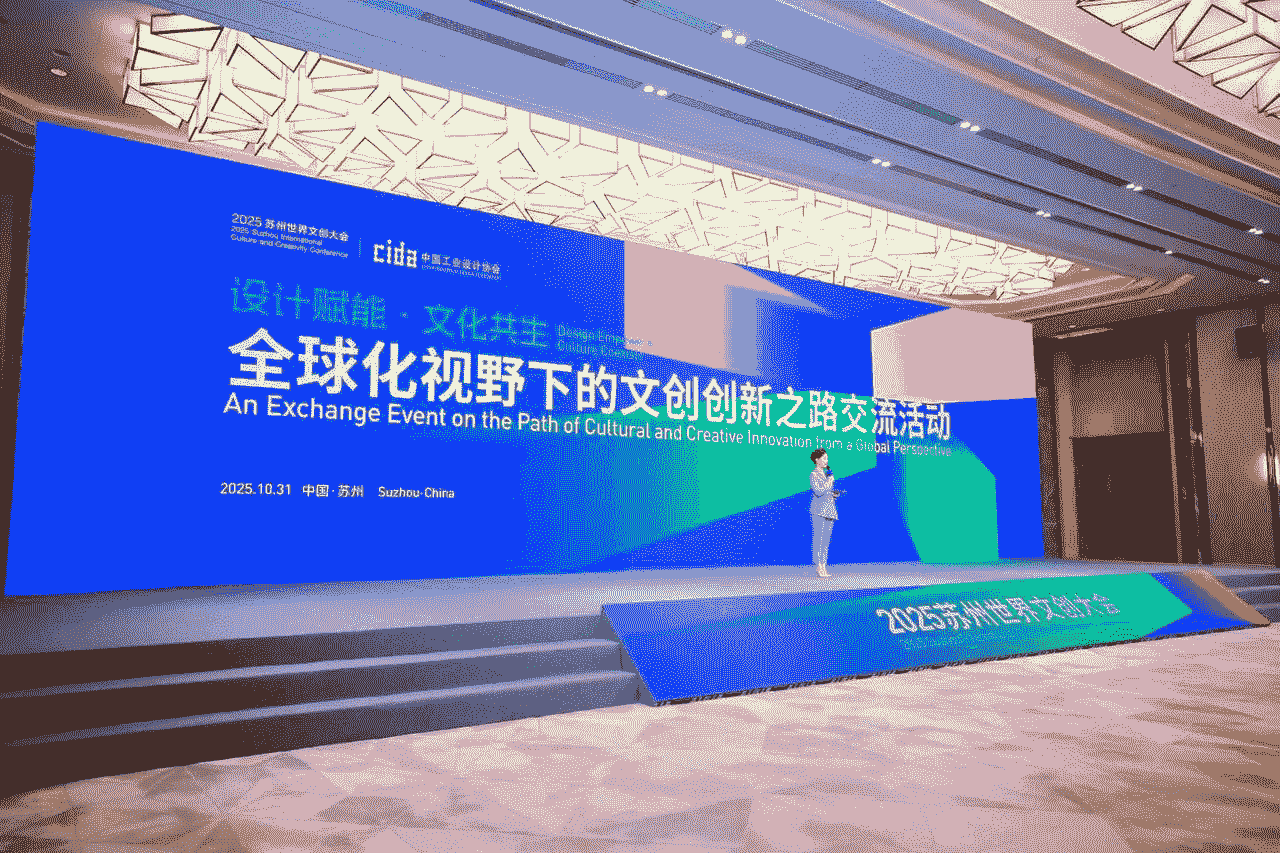 2025 苏州世界文创大会
2025 Suzhou International
Culture and Creativity Conference
cida 中国工业设计协会
设计赋能 · 文化共生
Design
Culture
全球化视野下的文创创新之路交流活动
An Exchange Event on the Path of Cultural and Creative Innovation from a Global Perspective
2025.10.31 中国·苏州 Suzhou·China
2025苏州世界文创大会